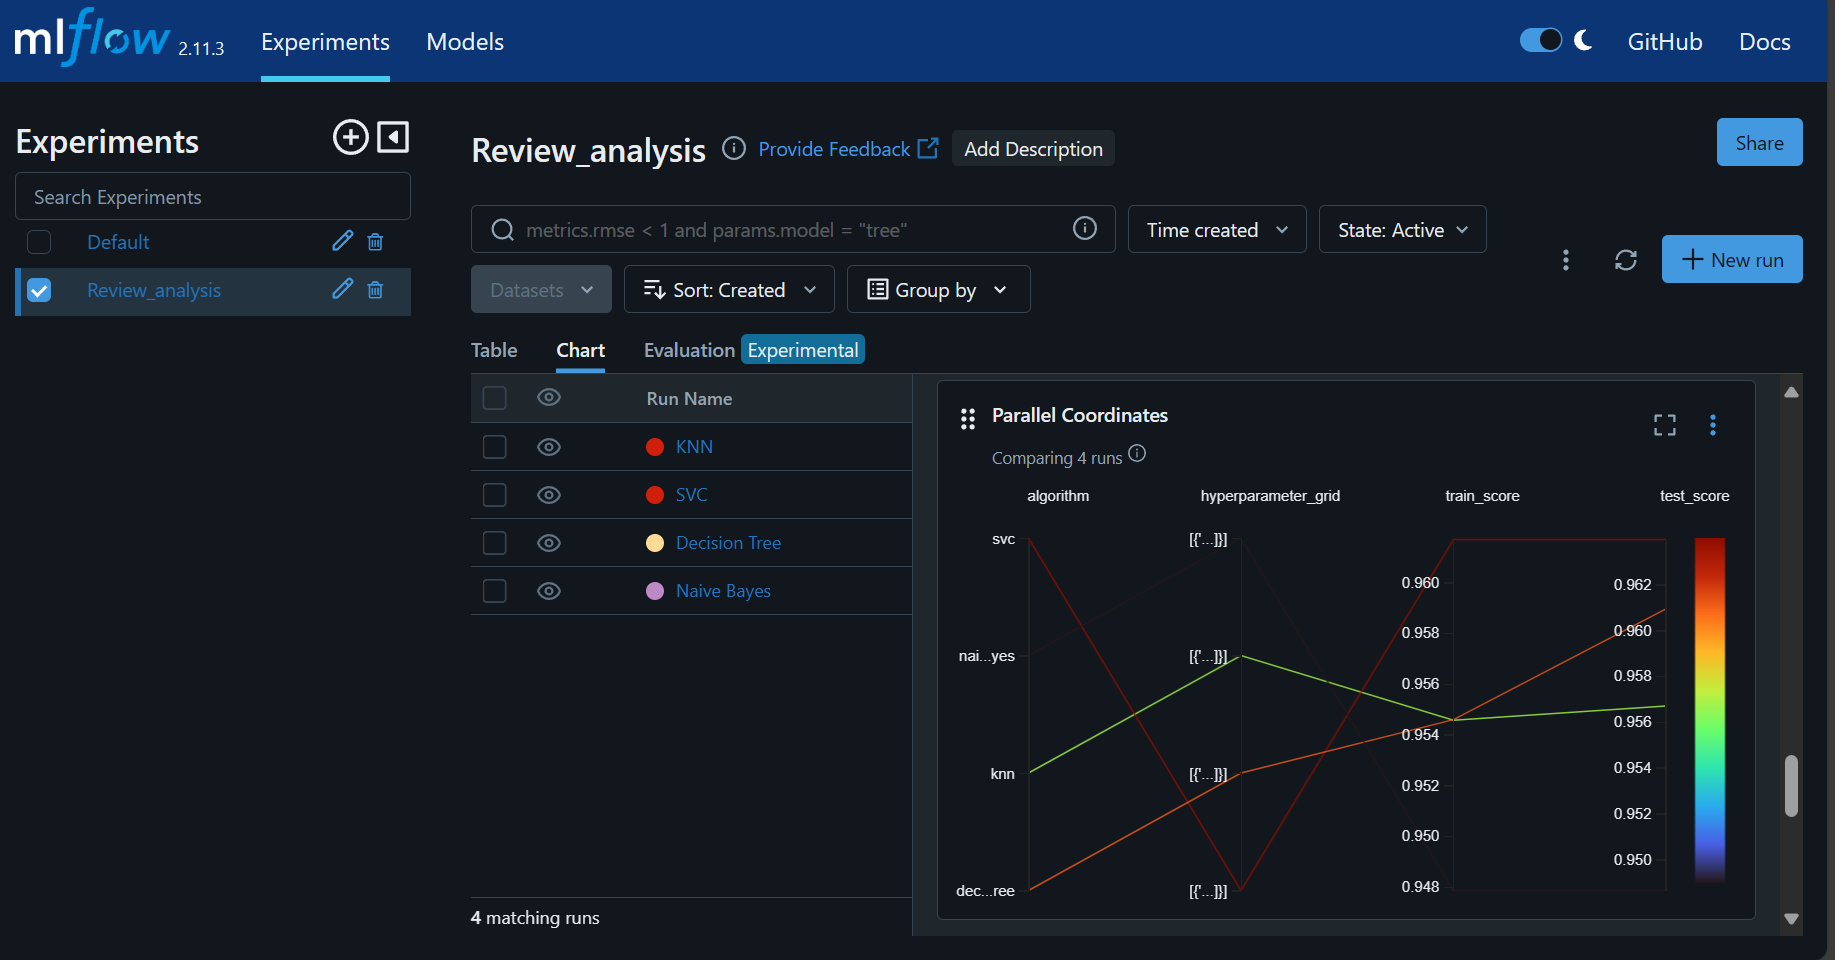 mlflow 2.11.3 Experiments Models GitHub Docs
Experiments
Search Experiments
Default
Review_analysis
Review_analysis Provide Feedback Add Description Share
metrics.rmse < 1 and params.model = "tree" Time created State: Active
Datasets Sort: Created Group by New run
Table Chart Evaluation Experimental
Run Name
KNN
SVC
Decision Tree
Naive Bayes
4 matching runs
Parallel Coordinates
Comparing 4 runs
algorithm hyperparameter_grid train_score test_score
svc
nai...yes
knn
dec...ree
[{'...]}]
[{'...]}]
[{'...]}]
[{'...]}]
0.960
0.958
0.956
0.954
0.952
0.950
0.948
0.962
0.960
0.958
0.956
0.954
0.952
0.950